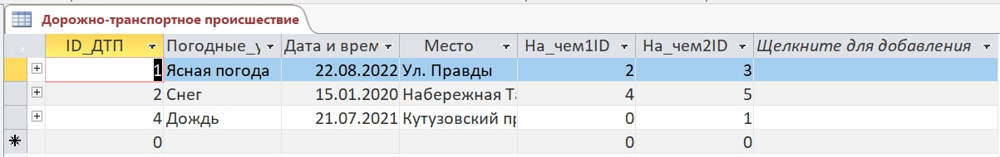 Дорожно-транспортное происшествие
ID_ДТП Погодные_у Дата и врем Место На_чем1ID На_чем2ID Щелкните для добавления
1 Ясная погода 22.08.2022 Ул. Правды 2 3
2 Снег 15.01.2020 Набережная Та 4 5
4 Дождь 21.07.2021 Кутузовский пр 0 1
0 0 0